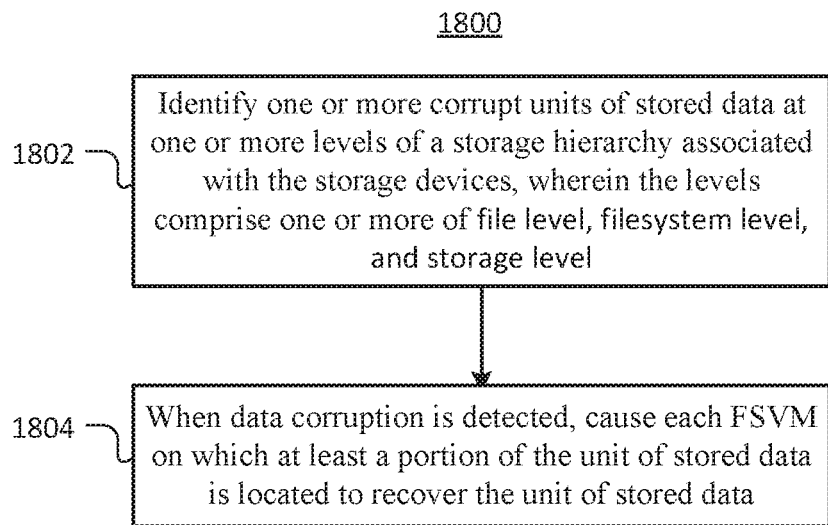 1800
1802
Identify one or more corrupt units of stored data at
one or more levels of a storage hierarchy associated
with the storage devices, wherein the levels
comprise one or more of file level, filesystem level,
and storage level
1804
When data corruption is detected, cause each FSVM
on which at least a portion of the unit of stored data
is located to recover the unit of stored data